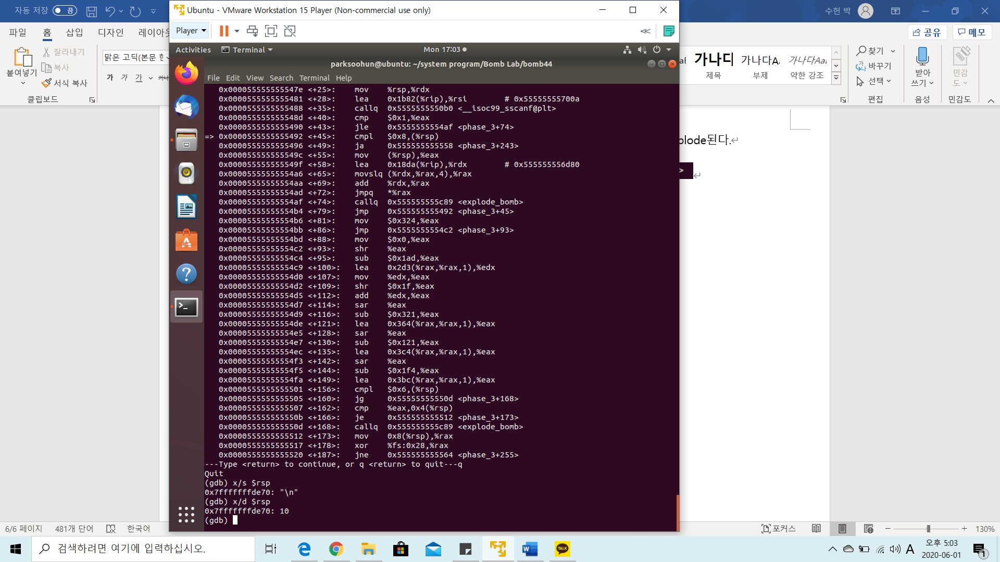 자동 저장 끔
Ubuntu - VMware Workstation 15 Player (Non-commercial use only)
수헌 박
파일 홈 삽입 디자인 레이아웃
Player
공유 메모
잘라내기
붙여넣기 복사
서식 복사
클립보드
맑은 고딕(본문 한
가 가 가
가나다 가나다 가나다
제목 부제 약한 강조
찾기
바꾸기
선택
편집
받아
쓰기
음성
민감
도
민감도
Activities Terminal Mon 17:03
parksoohun@ubuntu: ~/system program/Bomb Lab/bomb44
File Edit View Search Terminal Help
0x000055555555547e <+25>: mov %rsp,%rdx
0x0000555555555481 <+28>: lea 0x1b82(%rip),%rsi # 0x55555555700a
0x0000555555555488 <+35>: callq 0x5555555550b0 <__isoc99_sscanf@plt>
0x000055555555548d <+40>: cmp $0x1,%eax
0x0000555555555490 <+43>: jle 0x5555555554af <phase_3+74>
=> 0x0000555555555492 <+45>: cmpl $0x8,(%rsp)
0x0000555555555496 <+49>: ja 0x555555555558 <phase_3+243>
0x000055555555549c <+55>: mov (%rsp),%eax
0x000055555555549f <+58>: lea 0x18da(%rip),%rdx # 0x555555556d80
0x00005555555554a6 <+65>: movslq (%rdx,%rax,4),%rax
0x00005555555554aa <+69>: add %rdx,%rax
0x00005555555554ad <+72>: jmpq *%rax
0x00005555555554af <+74>: callq 0x555555555c89 <explode_bomb>
0x00005555555554b4 <+79>: jmp 0x555555555492 <phase_3+45>
0x00005555555554b6 <+81>: mov $0x324,%eax
0x00005555555554bb <+86>: jmp 0x5555555554c2 <phase_3+93>
0x00005555555554bd <+88>: mov $0x0,%eax
0x00005555555554c2 <+93>: shr %eax
0x00005555555554c4 <+95>: sub $0x1ad,%eax
0x00005555555554c9 <+100>: lea 0x2d3(%rax,%rax,1),%edx
0x00005555555554d0 <+107>: mov %edx,%eax
0x00005555555554d2 <+109>: shr $0x1f,%eax
0x00005555555554d5 <+112>: add %edx,%eax
0x00005555555554d7 <+114>: sar %eax
0x00005555555554d9 <+116>: sub $0x321,%eax
0x00005555555554de <+121>: lea 0x364(%rax,%rax,1),%eax
0x00005555555554e5 <+128>: sar %eax
0x00005555555554e7 <+130>: sub $0x121,%eax
0x00005555555554ec <+135>: lea 0x3c4(%rax,%rax,1),%eax
0x00005555555554f3 <+142>: sar %eax
0x00005555555554f5 <+144>: sub $0x1f4,%eax
0x00005555555554fa <+149>: lea 0x3bc(%rax,%rax,1),%eax
0x0000555555555501 <+156>: cmpl $0x6,(%rsp)
0x0000555555555505 <+160>: jg 0x55555555550d <phase_3+168>
0x0000555555555507 <+162>: cmp %eax,0x4(%rsp)
0x000055555555550b <+166>: je 0x555555555512 <phase_3+173>
0x000055555555550d <+168>: callq 0x555555555c89 <explode_bomb>
0x0000555555555512 <+173>: mov 0x8(%rsp),%rax
0x0000555555555517 <+178>: xor %fs:0x28,%rax
0x0000555555555520 <+187>: jne 0x555555555564 <phase_3+255>
---Type <return> to continue, or q <return> to quit---q
Quit
(gdb) x/s $rsp
0x7fffffffde70: "\n"
(gdb) x/d $rsp
0x7fffffffde70: 10
(gdb)
plode된다.
>
6/6 페이지 481개 단어 한국어 포커스 130%
검색하려면 여기에 입력하십시오.
TALK
A
오후 5:03
2020-06-01
1